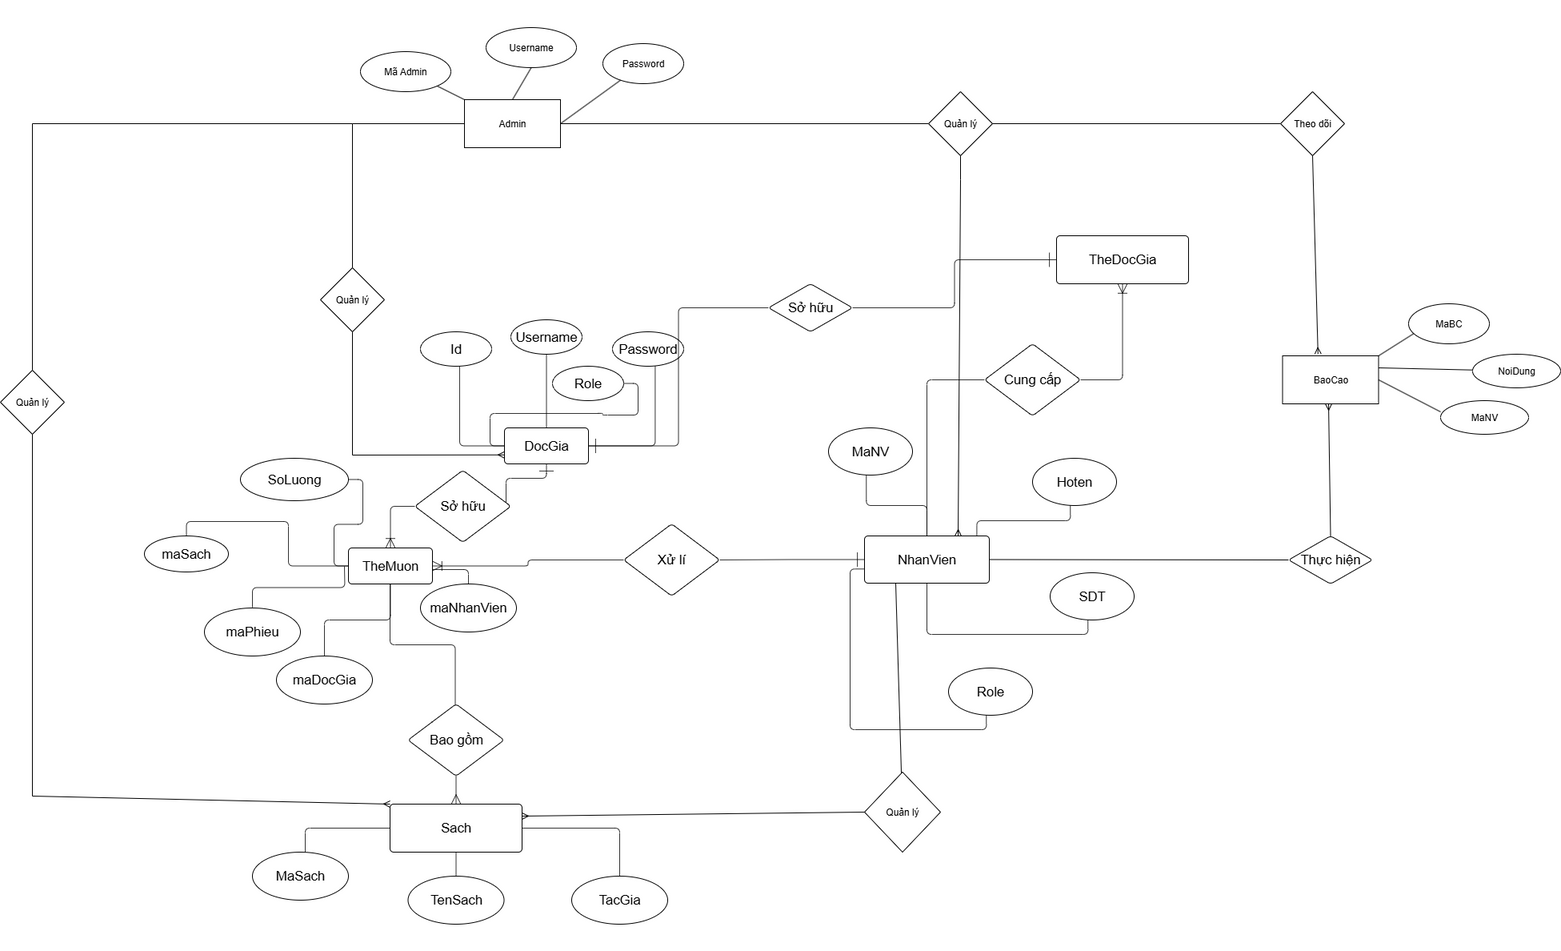 Username
Mã Admin
Password
Admin
Quản lý
Theo dõi
TheDocGia
Quản lý
Sở hữu
Username
Id
Password
Role
Cung cấp
MaBC
NoiDung
BaoCao
MaNV
Quản lý
DocGia
MaNV
SoLuong
Hoten
Sở hữu
maSach
TheMuon
Xử lí
NhanVien
Thực hiện
maNhanVien
SDT
maPhieu
maDocGia
Role
Bao gồm
Quản lý
Sach
MaSach
TenSach
TacGia